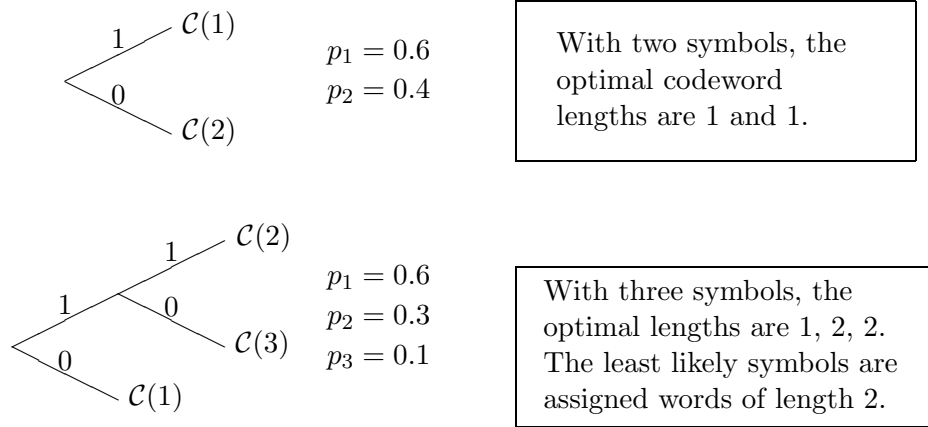 1
𝒞(1)
0
𝒞(2)
p₁ = 0.6
p₂ = 0.4
With two symbols, the
optimal codeword
lengths are 1 and 1.
1
𝒞(2)
1
0
𝒞(3)
0
𝒞(1)
p₁ = 0.6
p₂ = 0.3
p₃ = 0.1
With three symbols, the
optimal lengths are 1, 2, 2.
The least likely symbols are
assigned words of length 2.